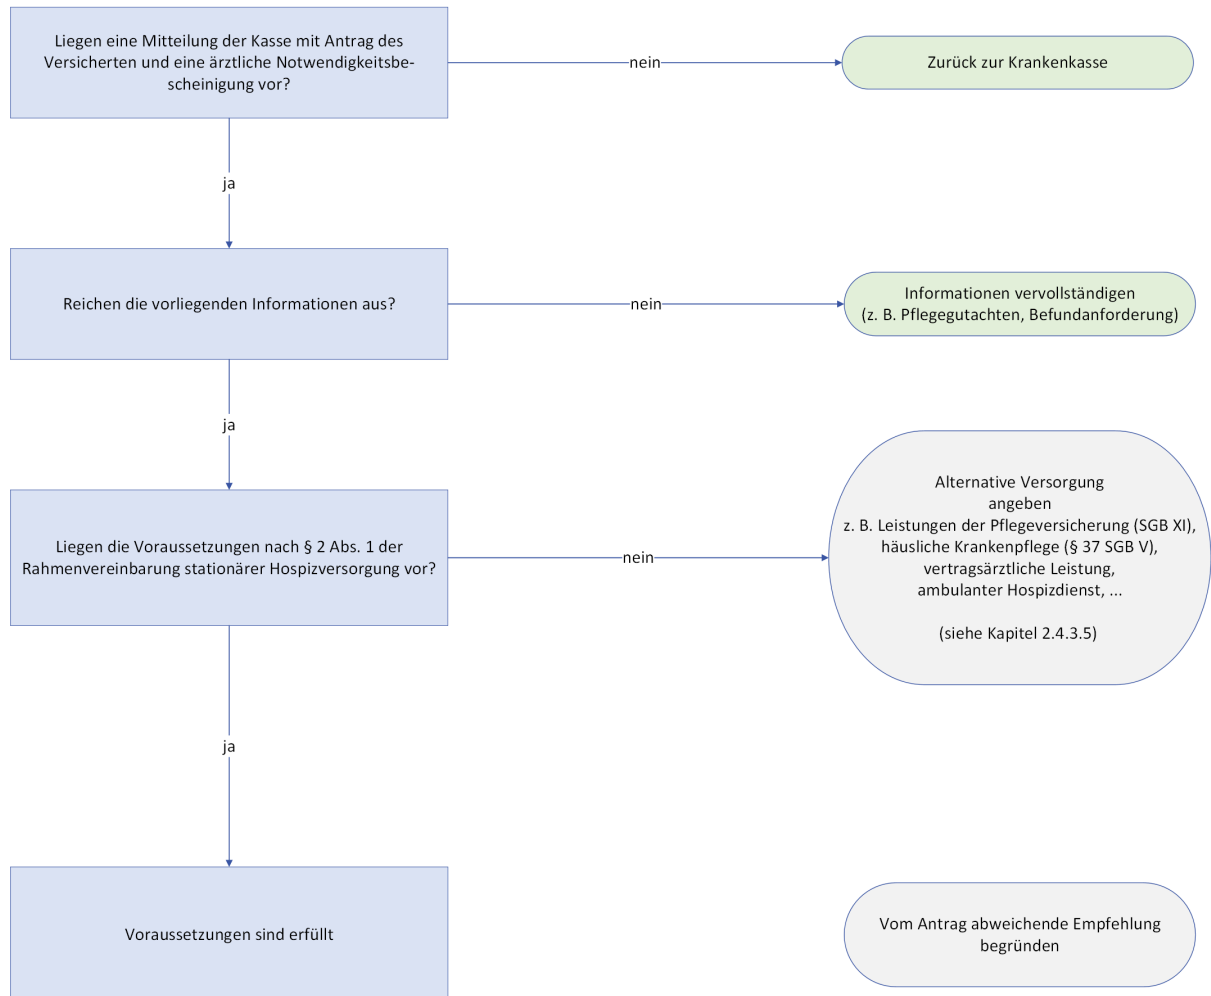 Liegen eine Mitteilung der Kasse mit Antrag des
Versicherten und eine ärztliche Notwendigkeitsbe-
scheinigung vor?
nein
Zurück zur Krankenkasse
ja
Reichen die vorliegenden Informationen aus?
nein
Informationen vervollständigen
(z. B. Pflegegutachten, Befundanforderung)
ja
Liegen die Voraussetzungen nach § 2 Abs. 1 der
Rahmenvereinbarung stationärer Hospizversorgung vor?
nein
Alternative Versorgung
angeben
z. B. Leistungen der Pflegeversicherung (SGB XI),
häusliche Krankenpflege (§ 37 SGB V),
vertragsärztliche Leistung,
ambulanter Hospizdienst, ...
(siehe Kapitel 2.4.3.5)
ja
Voraussetzungen sind erfüllt
Vom Antrag abweichende Empfehlung
begründen